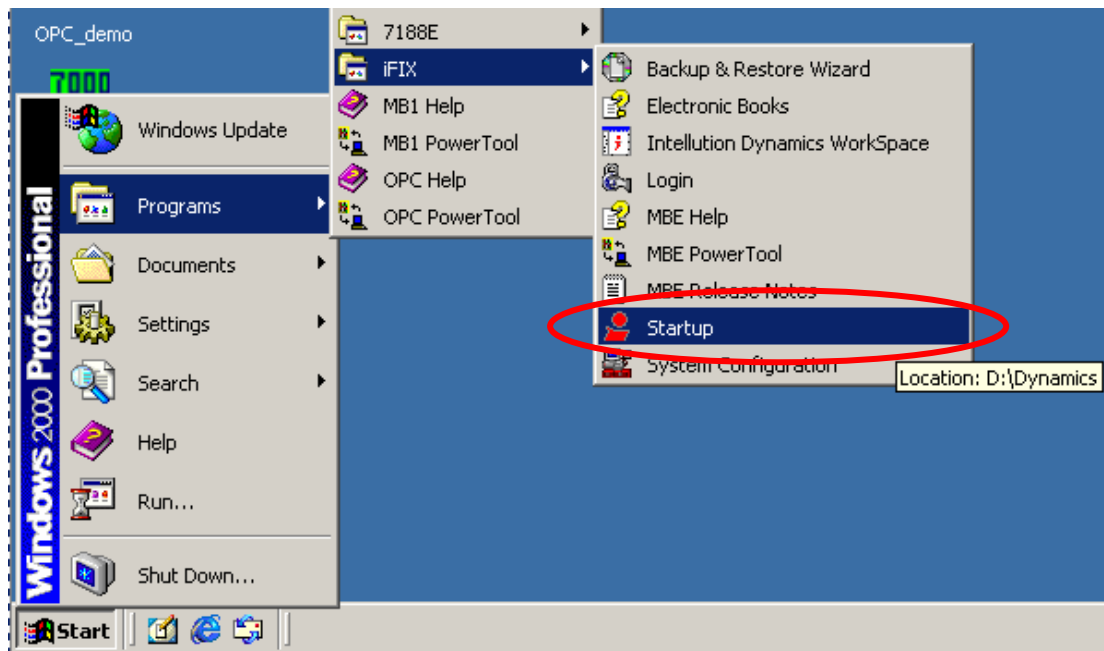 OPC_demo
7000
Windows 2000 Professional
Windows Update
Programs
Documents
Settings
Search
Help
Run...
Shut Down...
Start
7188E
iFIX
MB1 Help
MB1 PowerTool
OPC Help
OPC PowerTool
Backup & Restore Wizard
Electronic Books
Intellution Dynamics WorkSpace
Login
MBE Help
MBE PowerTool
MBE Release Notes
Startup
System Configuration
Location: D:\Dynamics